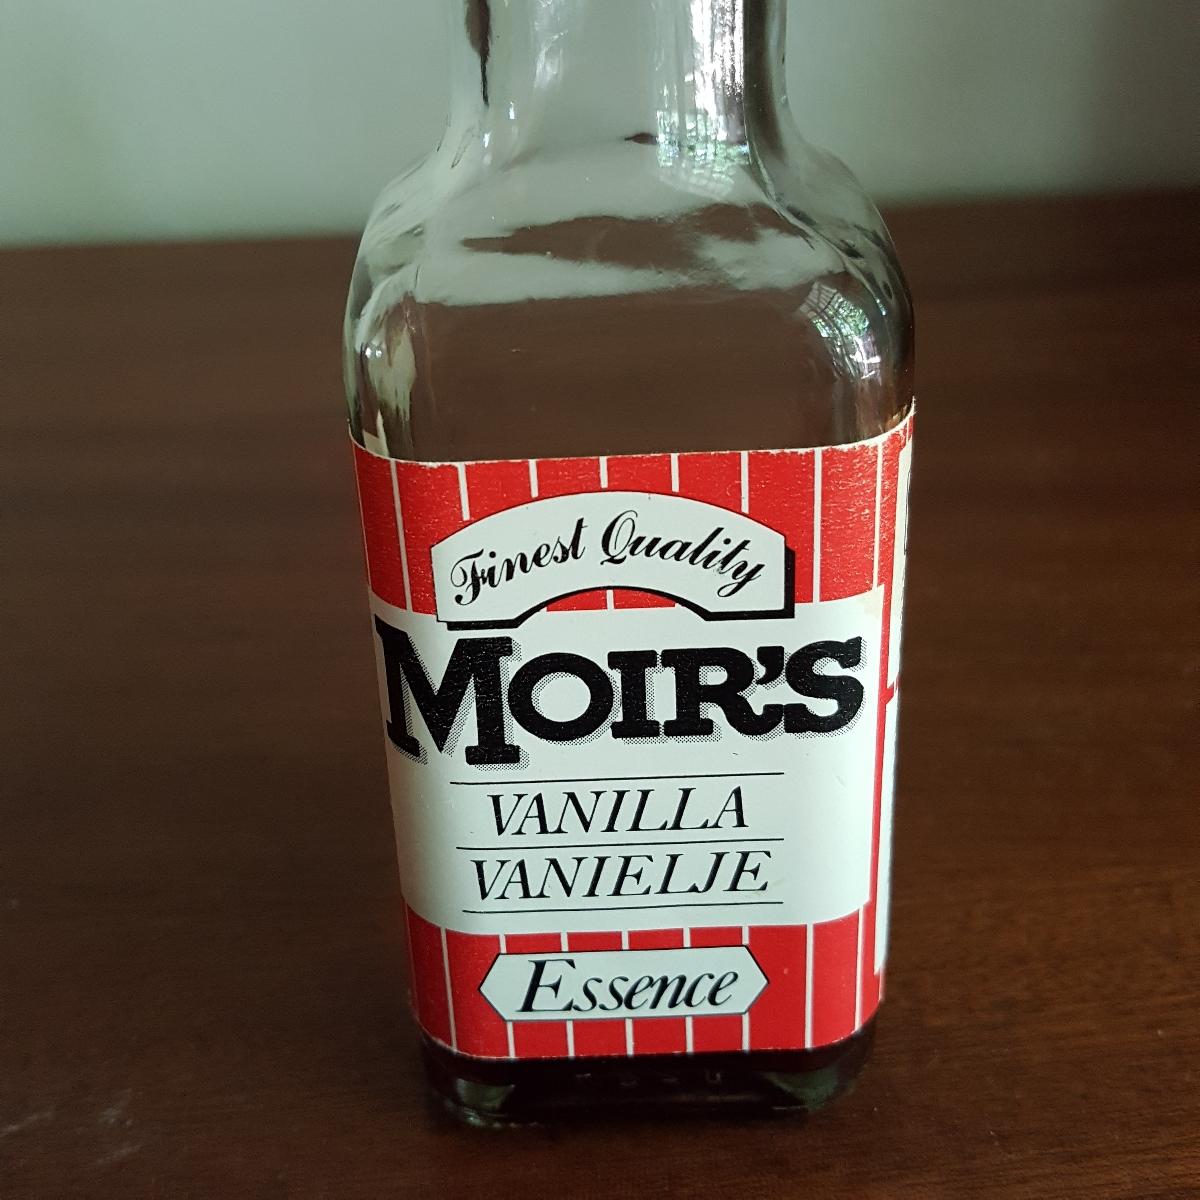 Finest Quality
MOIR'S
VANILLA
VANIELJE
Essence